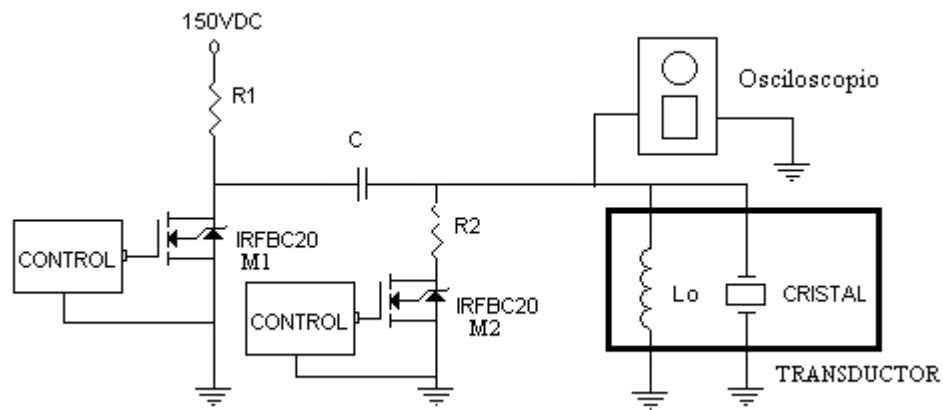 150VDC
R1
C
Osciloscopio
CONTROL
IRFBC20
M1
R2
CONTROL
IRFBC20
M2
Lo
CRISTAL
TRANSDUCTOR